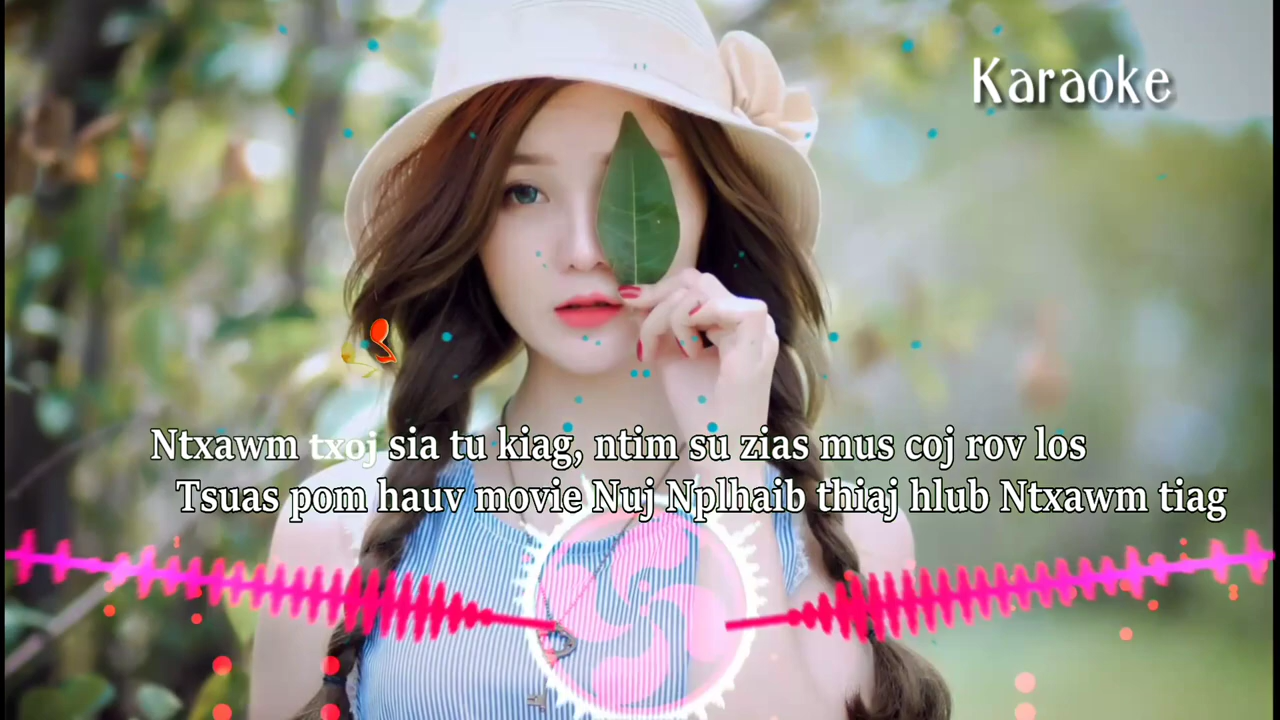 Karaoke
Ntxawm txoj sia tu kiag, ntim su zias mus coj rov los
Tsuas pom hauv movie Nuj Nplhaib thiaj hlub Ntxawm tiag